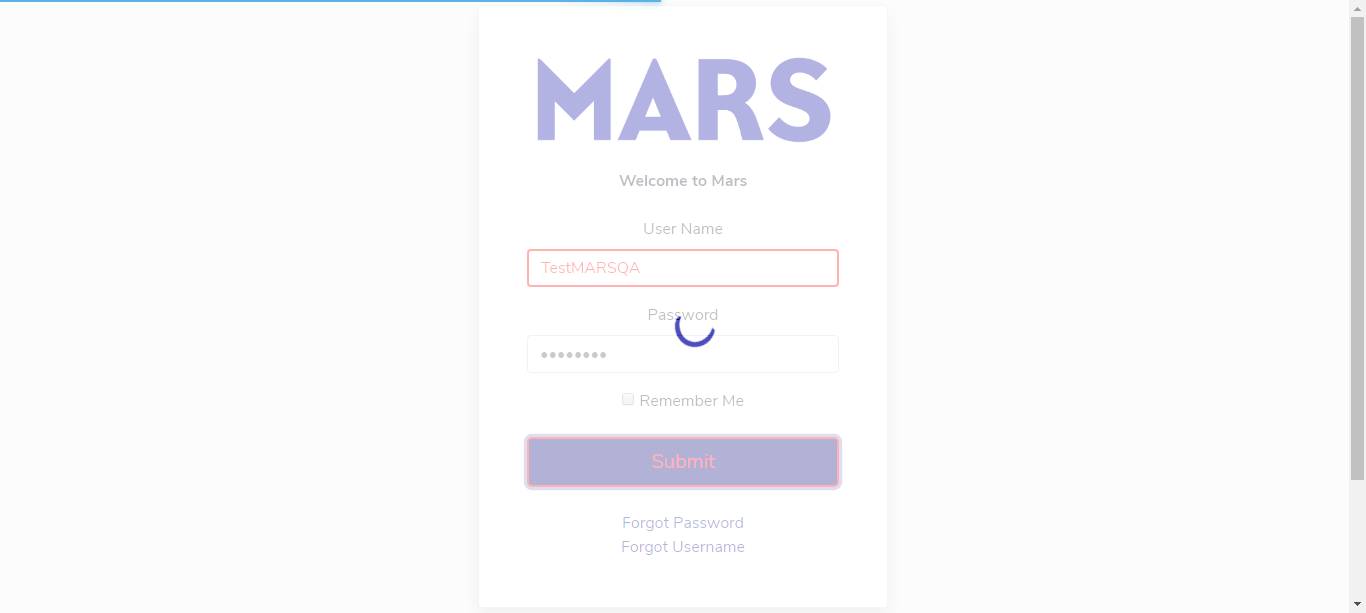 MARS
Welcome to Mars
User Name
TestMARSQA
Password
••••••••
Remember Me
Submit
Forgot Password
Forgot Username